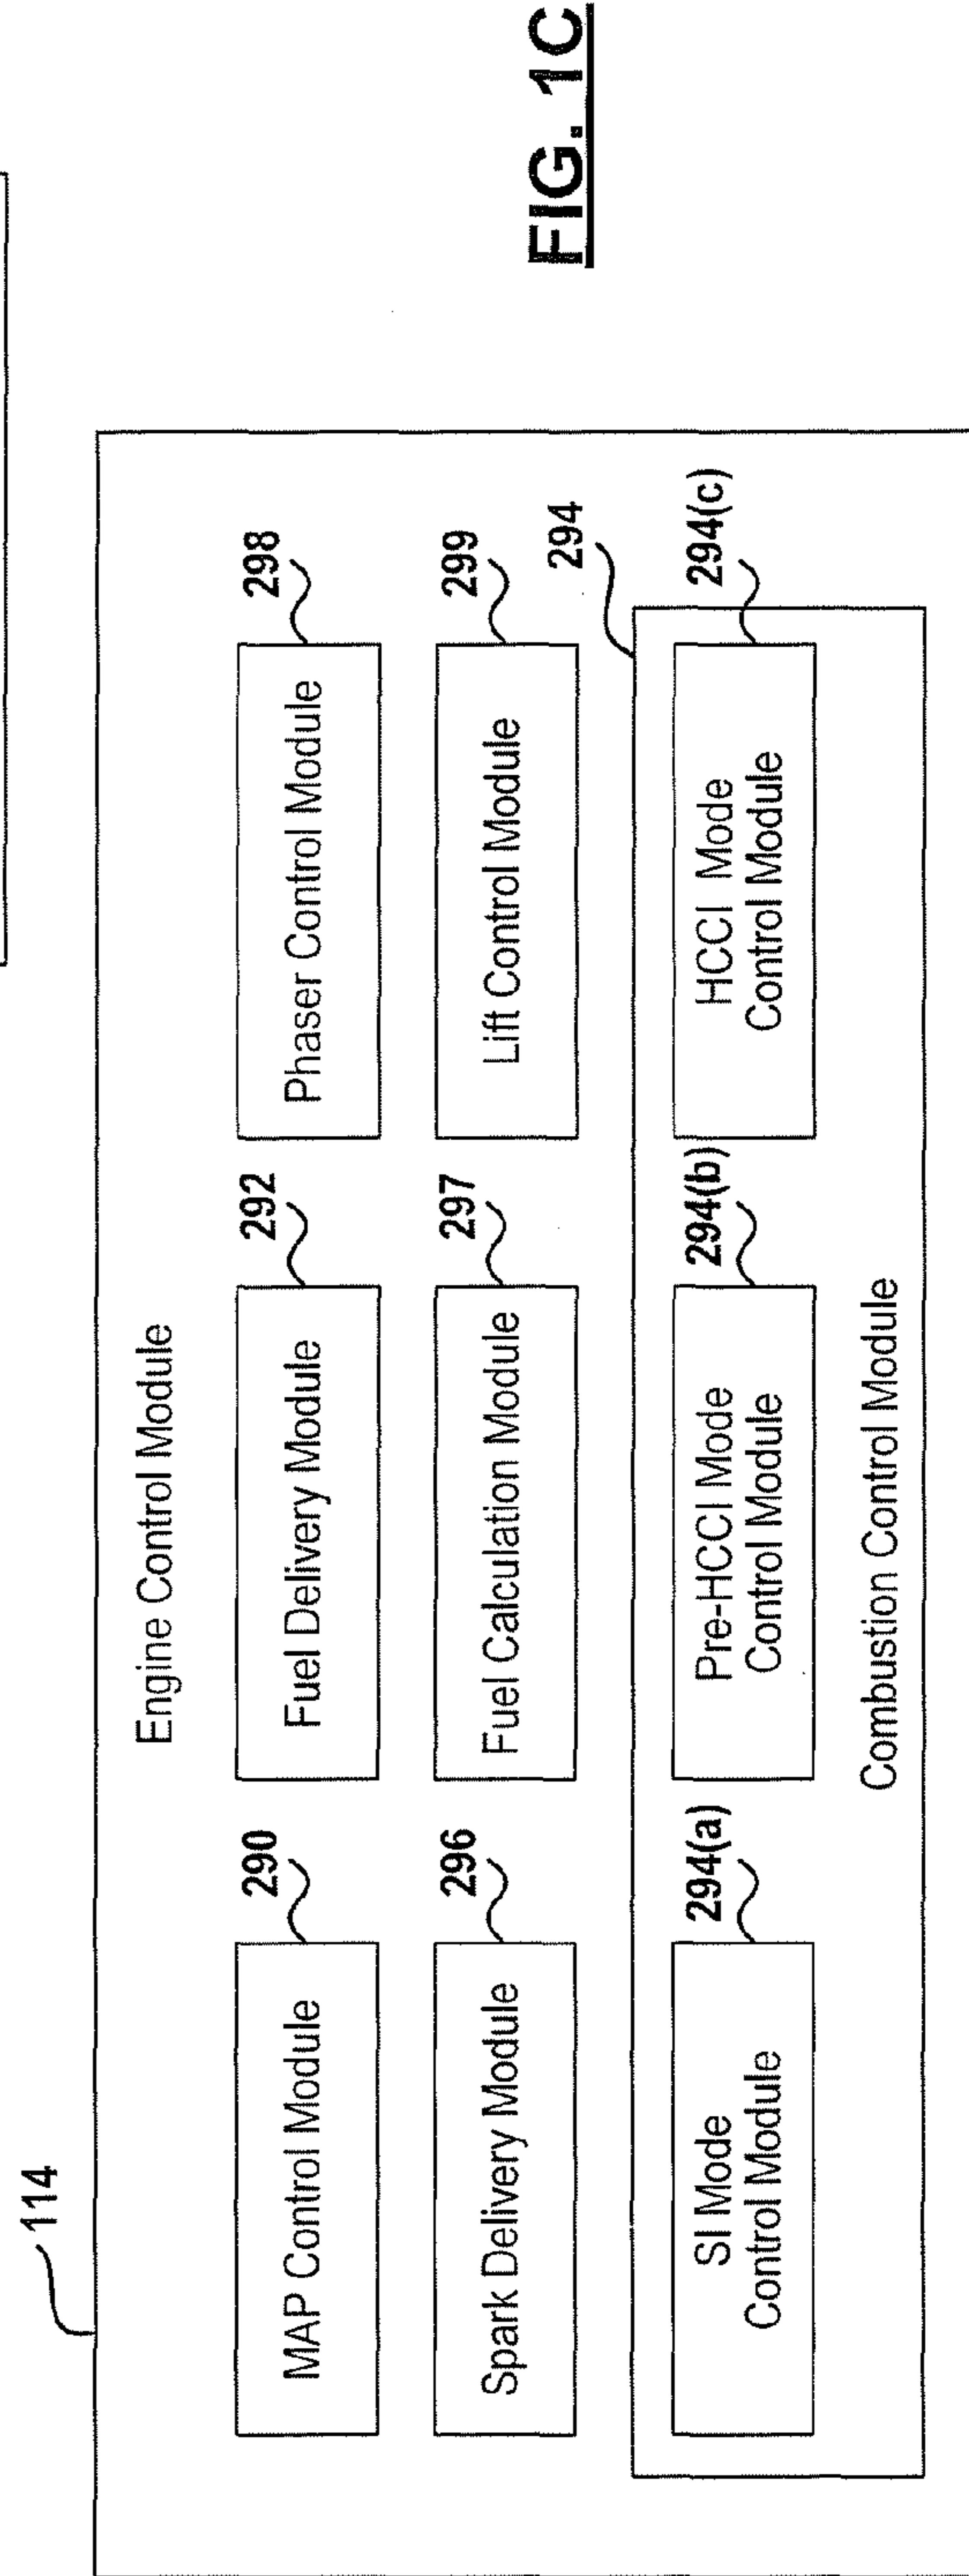 114
Engine Control Module
290
292
298
MAP Control Module
Fuel Delivery Module
Phaser Control Module
296
297
299
Spark Delivery Module
Fuel Calculation Module
Lift Control Module
294
294(a)
294(b)
294(c)
SI Mode
Control Module
Pre-HCCI Mode
Control Module
HCCI Mode
Control Module
Combustion Control Module
FIG. 1C